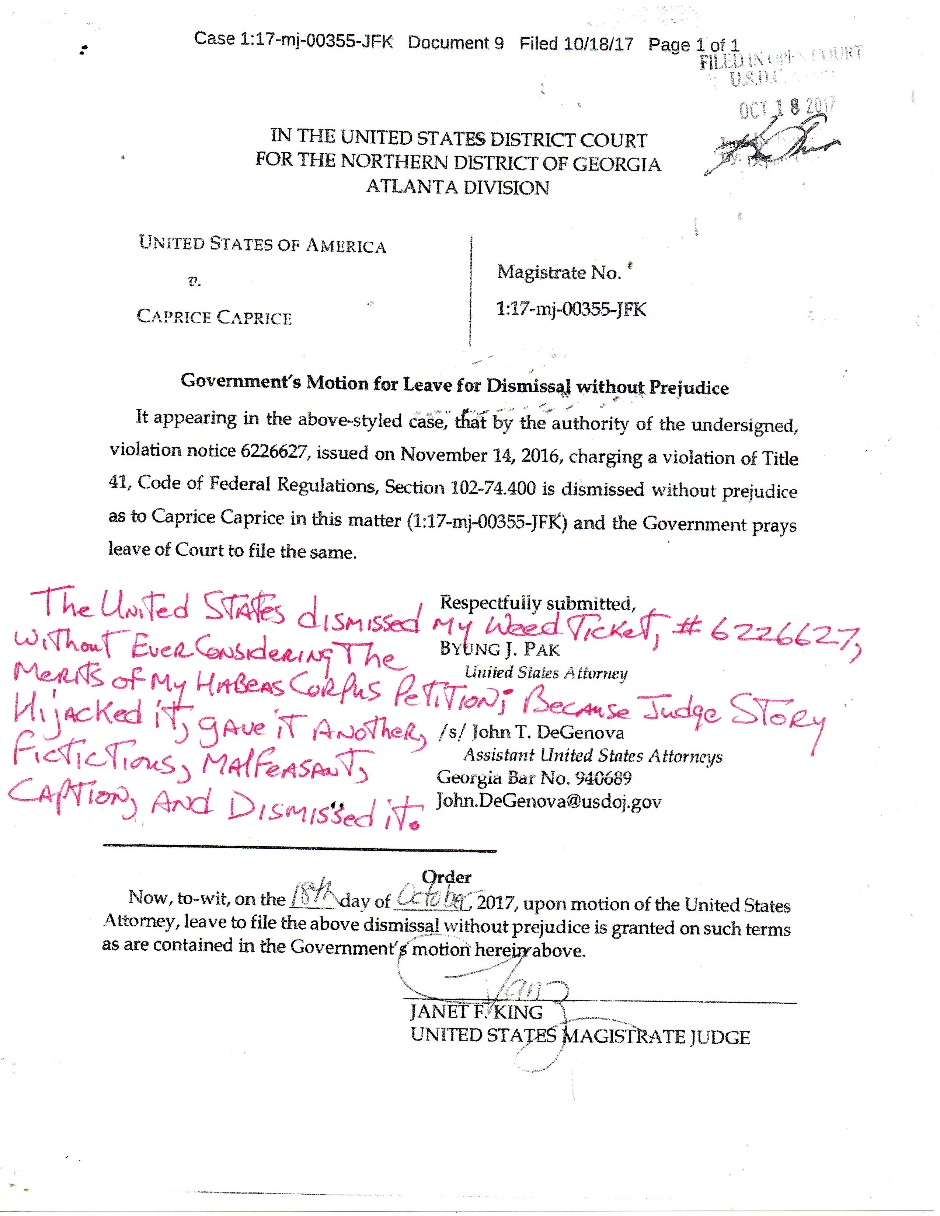 Case 1:17-mj-00355-JFK Document 9 Filed 10/18/17 Page 1 of 1
FILED IN OPEN COURT
U.S.D.C.
OCT 18 2017
IN THE UNITED STATES DISTRICT COURT
FOR THE NORTHERN DISTRICT OF GEORGIA
ATLANTA DIVISION
UNITED STATES OF AMERICA
v.
CAPRICE CAPRICE
Magistrate No.
1:17-mj-00355-JFK
Government's Motion for Leave for Dismissal without Prejudice
It appearing in the above-styled case, that by the authority of the undersigned,
violation notice 6226627, issued on November 14, 2016, charging a violation of Title
41, Code of Federal Regulations, Section 102-74.400 is dismissed without prejudice
as to Caprice Caprice in this matter (1:17-mj-00355-JFK) and the Government prays
leave of Court to file the same.
Respectfully submitted,
BYUNG J. PAK
United States Attorney
/s/ John T. DeGenova
Assistant United States Attorneys
Georgia Bar No. 940689
John.DeGenova@usdoj.gov
The United States dismissed My Weed Ticket, # 6226627,
without Ever Considering The
Merits of My Habeas Corpus Petition; Because Judge Story
Hijacked it, gave it Another,
Fictictious, Malfeasant,
Caption, And Dismissed it.
Order
Now, to-wit, on the 18th day of October, 2017, upon motion of the United States
Attorney, leave to file the above dismissal without prejudice is granted on such terms
as are contained in the Government's motion hereinabove.
JANET F. KING
UNITED STATES MAGISTRATE JUDGE